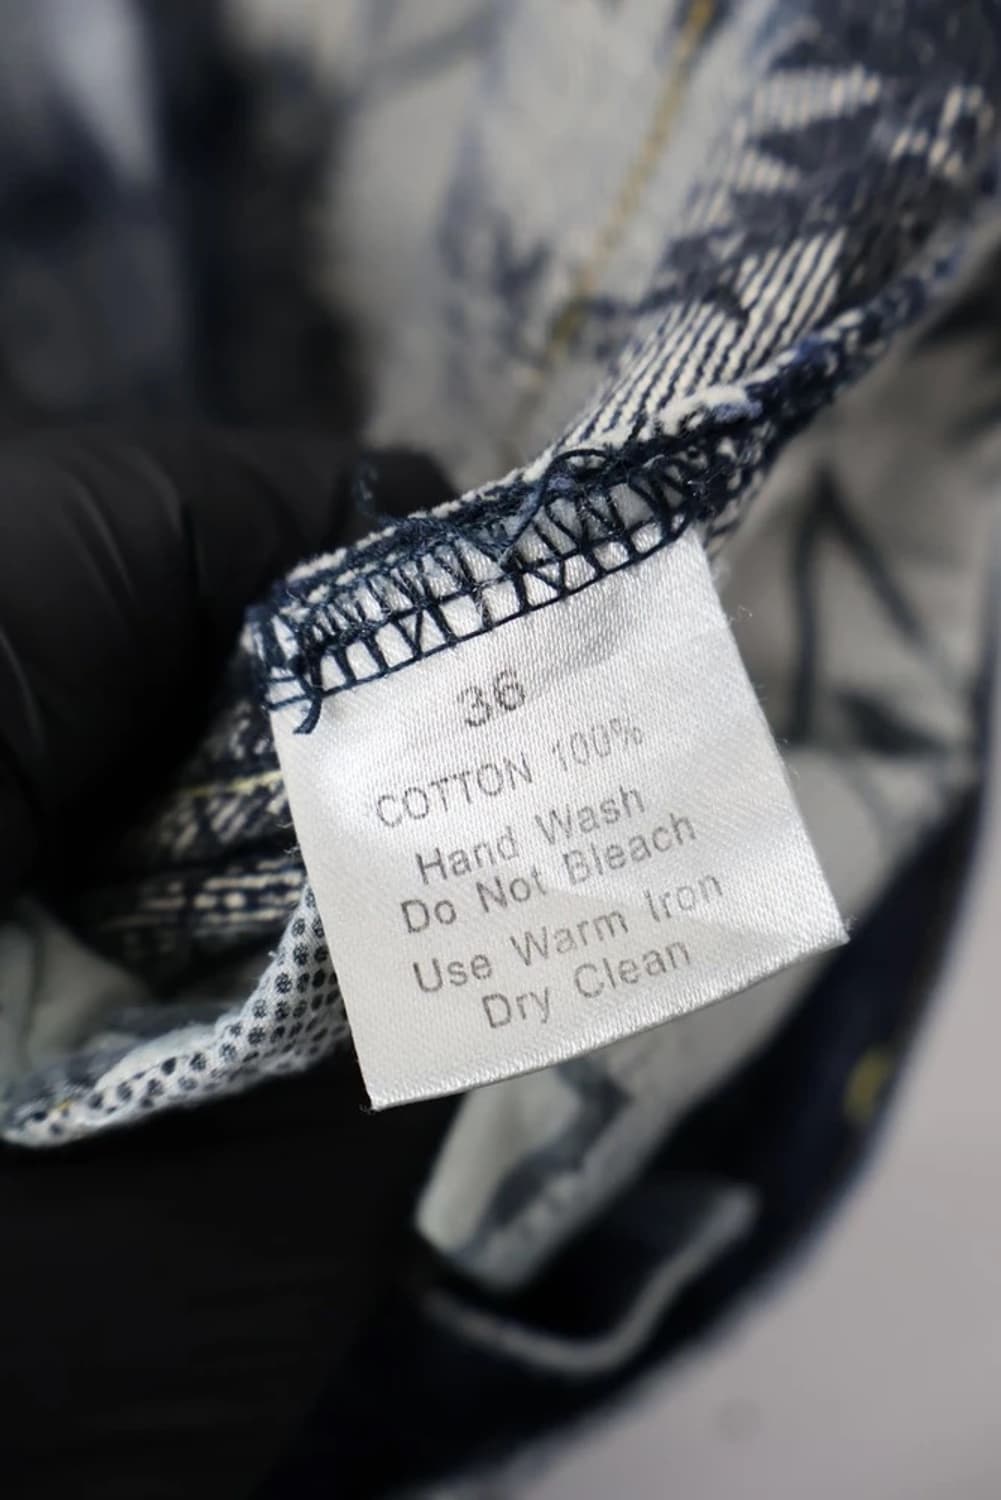 36
COTTON 100%
Hand Wash
Do Not Bleach
Use Warm Iron
Dry Clean